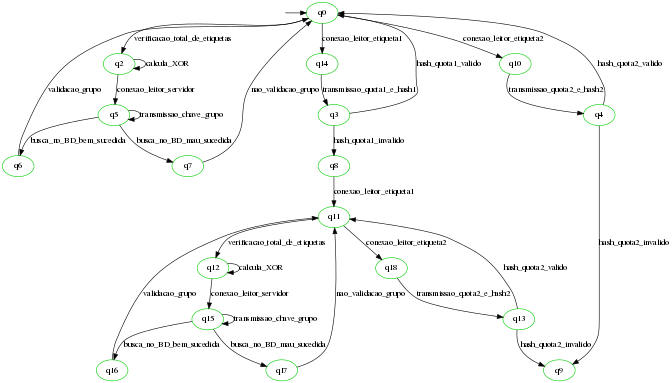 q0
verificacao_total_de_etiquetas
conexao_leitor_etiqueta1
conexao_leitor_etiqueta2
q2
calcula_XOR
q14
hash_quota1_valido
q10
hash_quota2_valido
validacao_grupo
conexao_leitor_servidor
nao_validacao_grupo
transmissao_quota1_e_hash1
transmissao_quota2_e_hash2
q5
transmissao_chave_grupo
q3
q4
busca_no_BD_bem_sucedida
busca_no_BD_mau_sucedida
hash_quota1_invalido
q6
q7
q8
conexao_leitor_etiqueta1
q11
verificacao_total_de_etiquetas
conexao_leitor_etiqueta2
hash_quota2_invalido
q12
calcula_XOR
q18
hash_quota2_valido
validacao_grupo
conexao_leitor_servidor
nao_validacao_grupo
transmissao_quota2_e_hash2
q15
transmissao_chave_grupo
q13
busca_no_BD_bem_sucedida
busca_no_BD_mau_sucedida
hash_quota2_invalido
q16
q17
q9